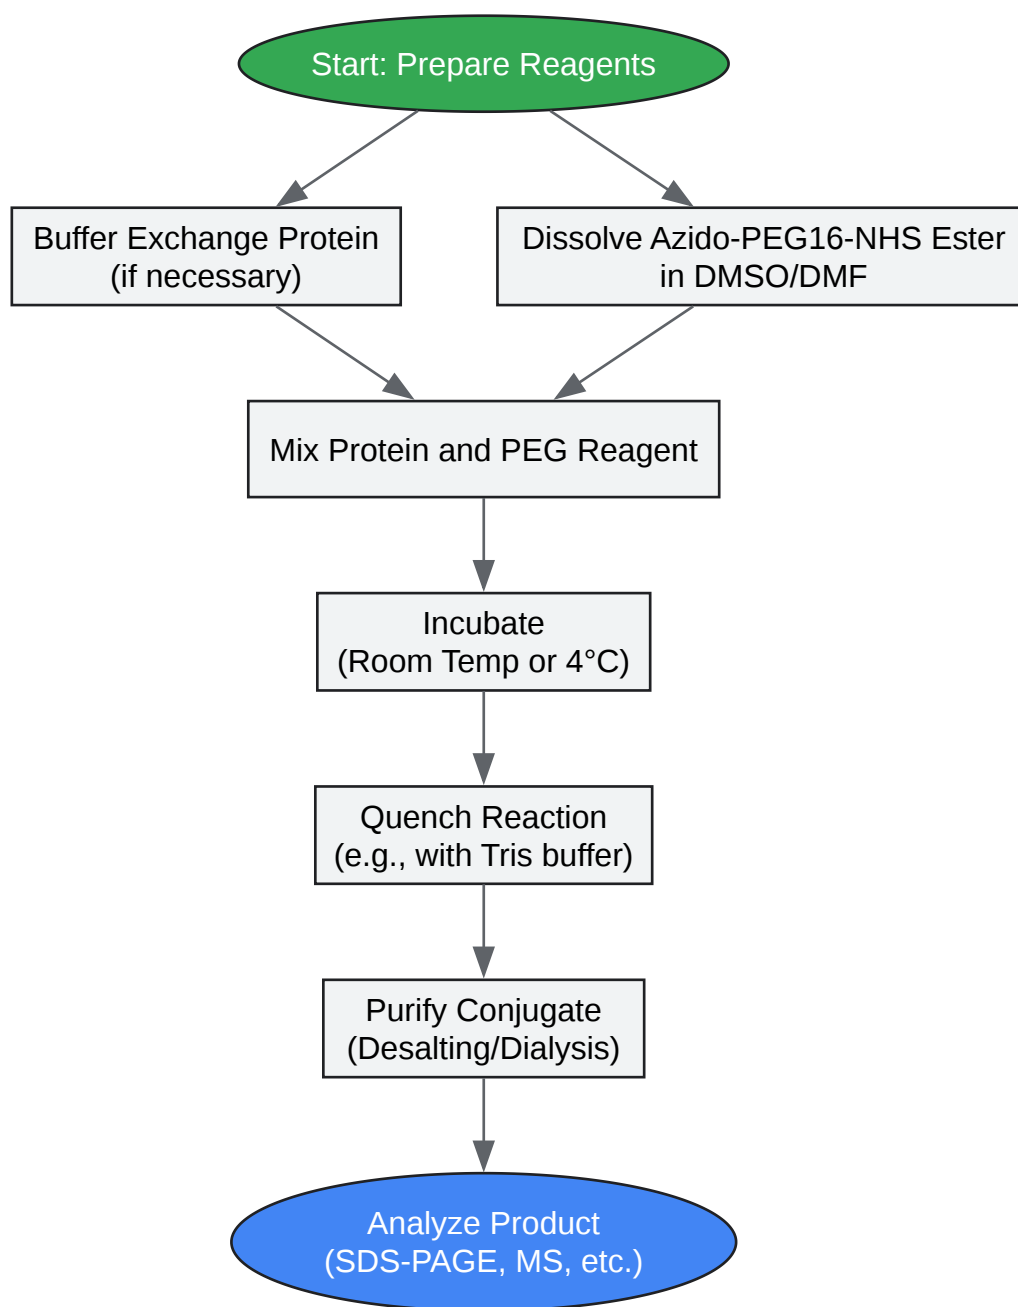 Start: Prepare Reagents
Buffer Exchange Protein
(if necessary)
Dissolve Azido-PEG16-NHS Ester
in DMSO/DMF
Mix Protein and PEG Reagent
Incubate
(Room Temp or 4°C)
Quench Reaction
(e.g., with Tris buffer)
Purify Conjugate
(Desalting/Dialysis)
Analyze Product
(SDS-PAGE, MS, etc.)